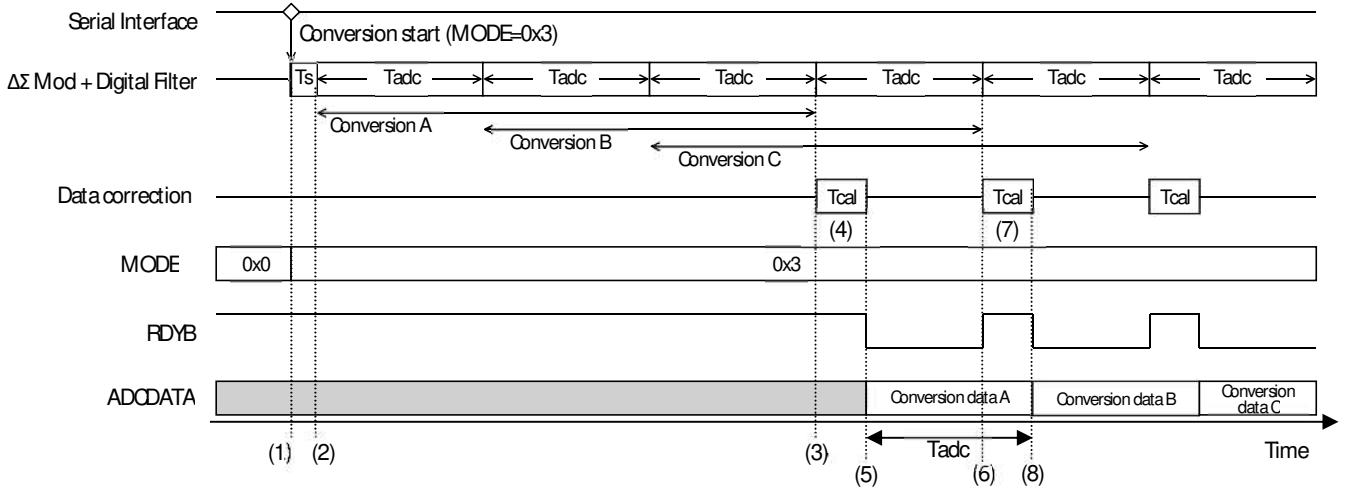 Serial Interface
Conversion start (MODE=0x3)
ΔΣ Mod + Digital Filter
Ts Tadc Tadc Tadc Tadc Tadc Tadc
Conversion A
Conversion B
Conversion C
Data correction
Tcal Tcal Tcal
(4) (7)
MODE
0x0 0x3
RDYB
ADCDATA
Conversion data A Conversion data B Conversion
data C
Tadc
Time
(1) (2) (3) (5) (6) (8)